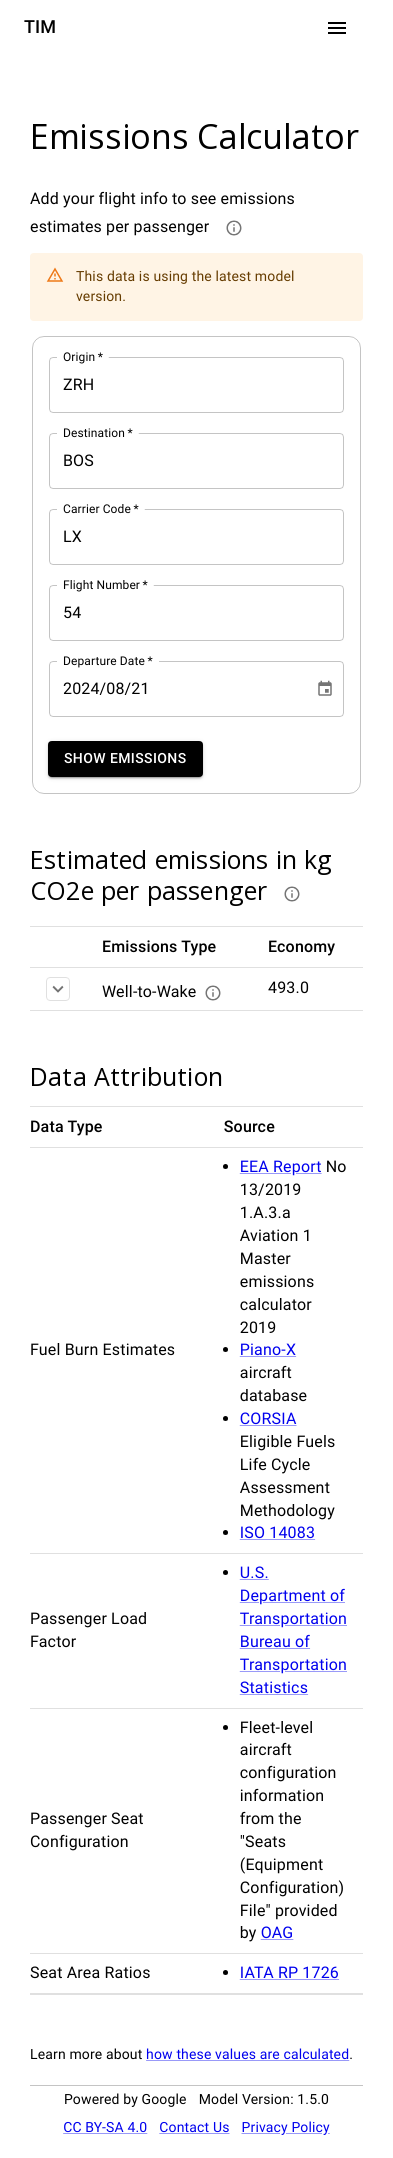 TIM
Emissions Calculator
Add your flight info to see emissions
estimates per passenger
This data is using the latest model
version.
Origin *
ZRH
Destination *
BOS
Carrier Code *
LX
Flight Number *
54
Departure Date *
2024/08/21
SHOW EMISSIONS
Estimated emissions in kg
CO2e per passenger
Emissions Type Economy
Well-to-Wake 493.0
Data Attribution
Data Type Source
Fuel Burn Estimates
EEA Report No
13/2019
1.A.3.a
Aviation 1
Master
emissions
calculator
2019
Piano-X
aircraft
database
CORSIA
Eligible Fuels
Life Cycle
Assessment
Methodology
ISO 14083
Passenger Load
Factor
U.S.
Department of
Transportation
Bureau of
Transportation
Statistics
Passenger Seat
Configuration
Fleet-level
aircraft
configuration
information
from the
"Seats
(Equipment
Configuration)
File" provided
by OAG
Seat Area Ratios
IATA RP 1726
Learn more about how these values are calculated.
Powered by Google Model Version: 1.5.0
CC BY-SA 4.0 Contact Us Privacy Policy